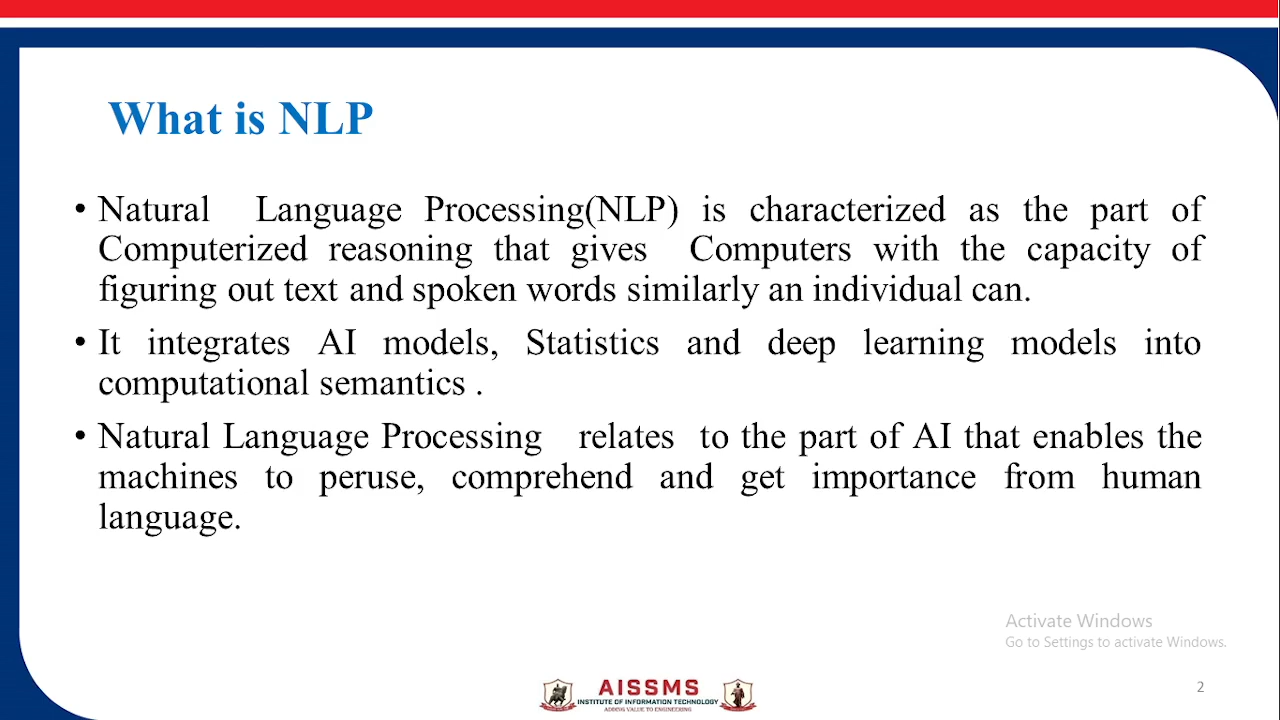 What is NLP
• Natural Language Processing(NLP) is characterized as the part of
Computerized reasoning that gives Computers with the capacity of
figuring out text and spoken words similarly an individual can.
• It integrates AI models, Statistics and deep learning models into
computational semantics .
• Natural Language Processing relates to the part of AI that enables the
machines to peruse, comprehend and get importance from human
language.
Activate Windows
Go to Settings to activate Windows.
AISSMS
INSTITUTE OF INFORMATION TECHNOLOGY
ADDING VALUE TO ENGINEERING
2